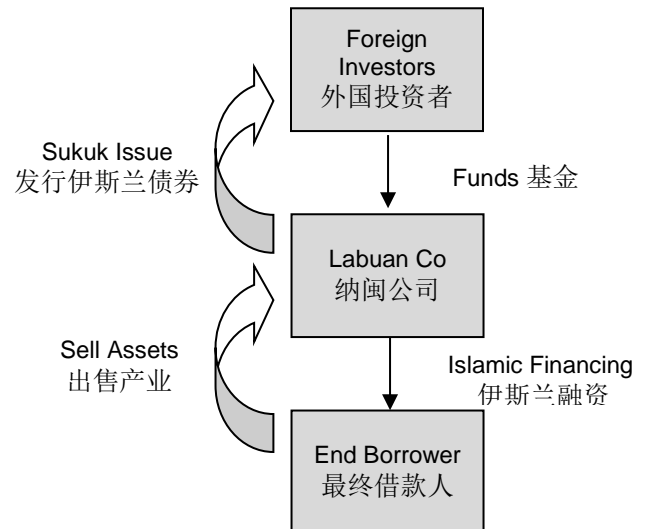 Foreign
Investors
外国投资者
Sukuk Issue
发行伊斯兰债券
Funds 基金
Labuan Co
纳闽公司
Sell Assets
出售产业
Islamic Financing
伊斯兰融资
End Borrower
最终借款人